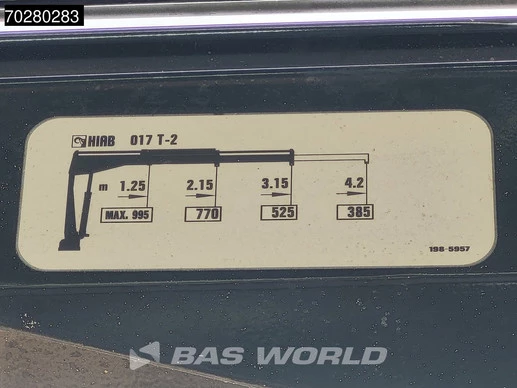 70280283
HIAB 017 T-2
m 1.25 2.15 3.15 4.2
MAX. 995 770 525 385
198-5957
BAS WORLD